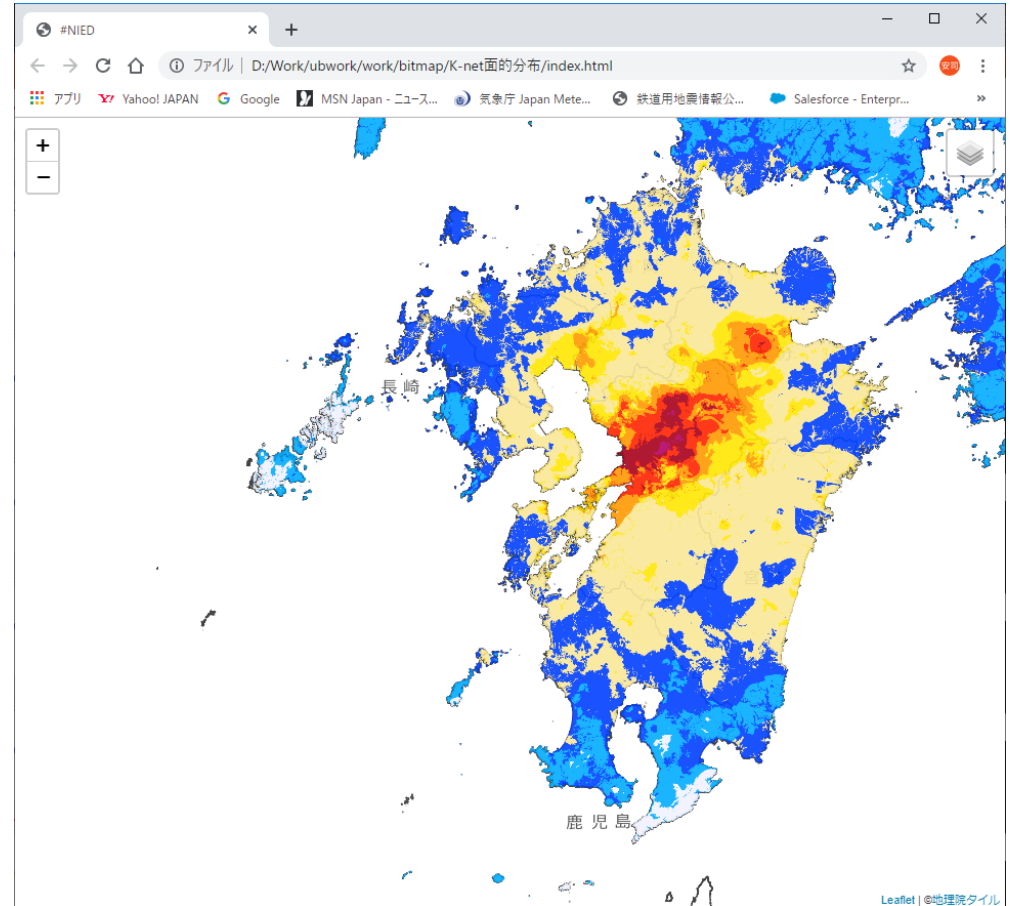 #NIED
ファイル | D:/Work/ubwork/work/bitmap/K-net面的分布/index.html
安司
アプリ Yahoo! JAPAN Google MSN Japan - ニュース... 気象庁 Japan Mete... 鉄道用地震情報公... Salesforce - Enterpr... »
+
−
長崎
宮
鹿児島
Leaflet | ©地理院タイル